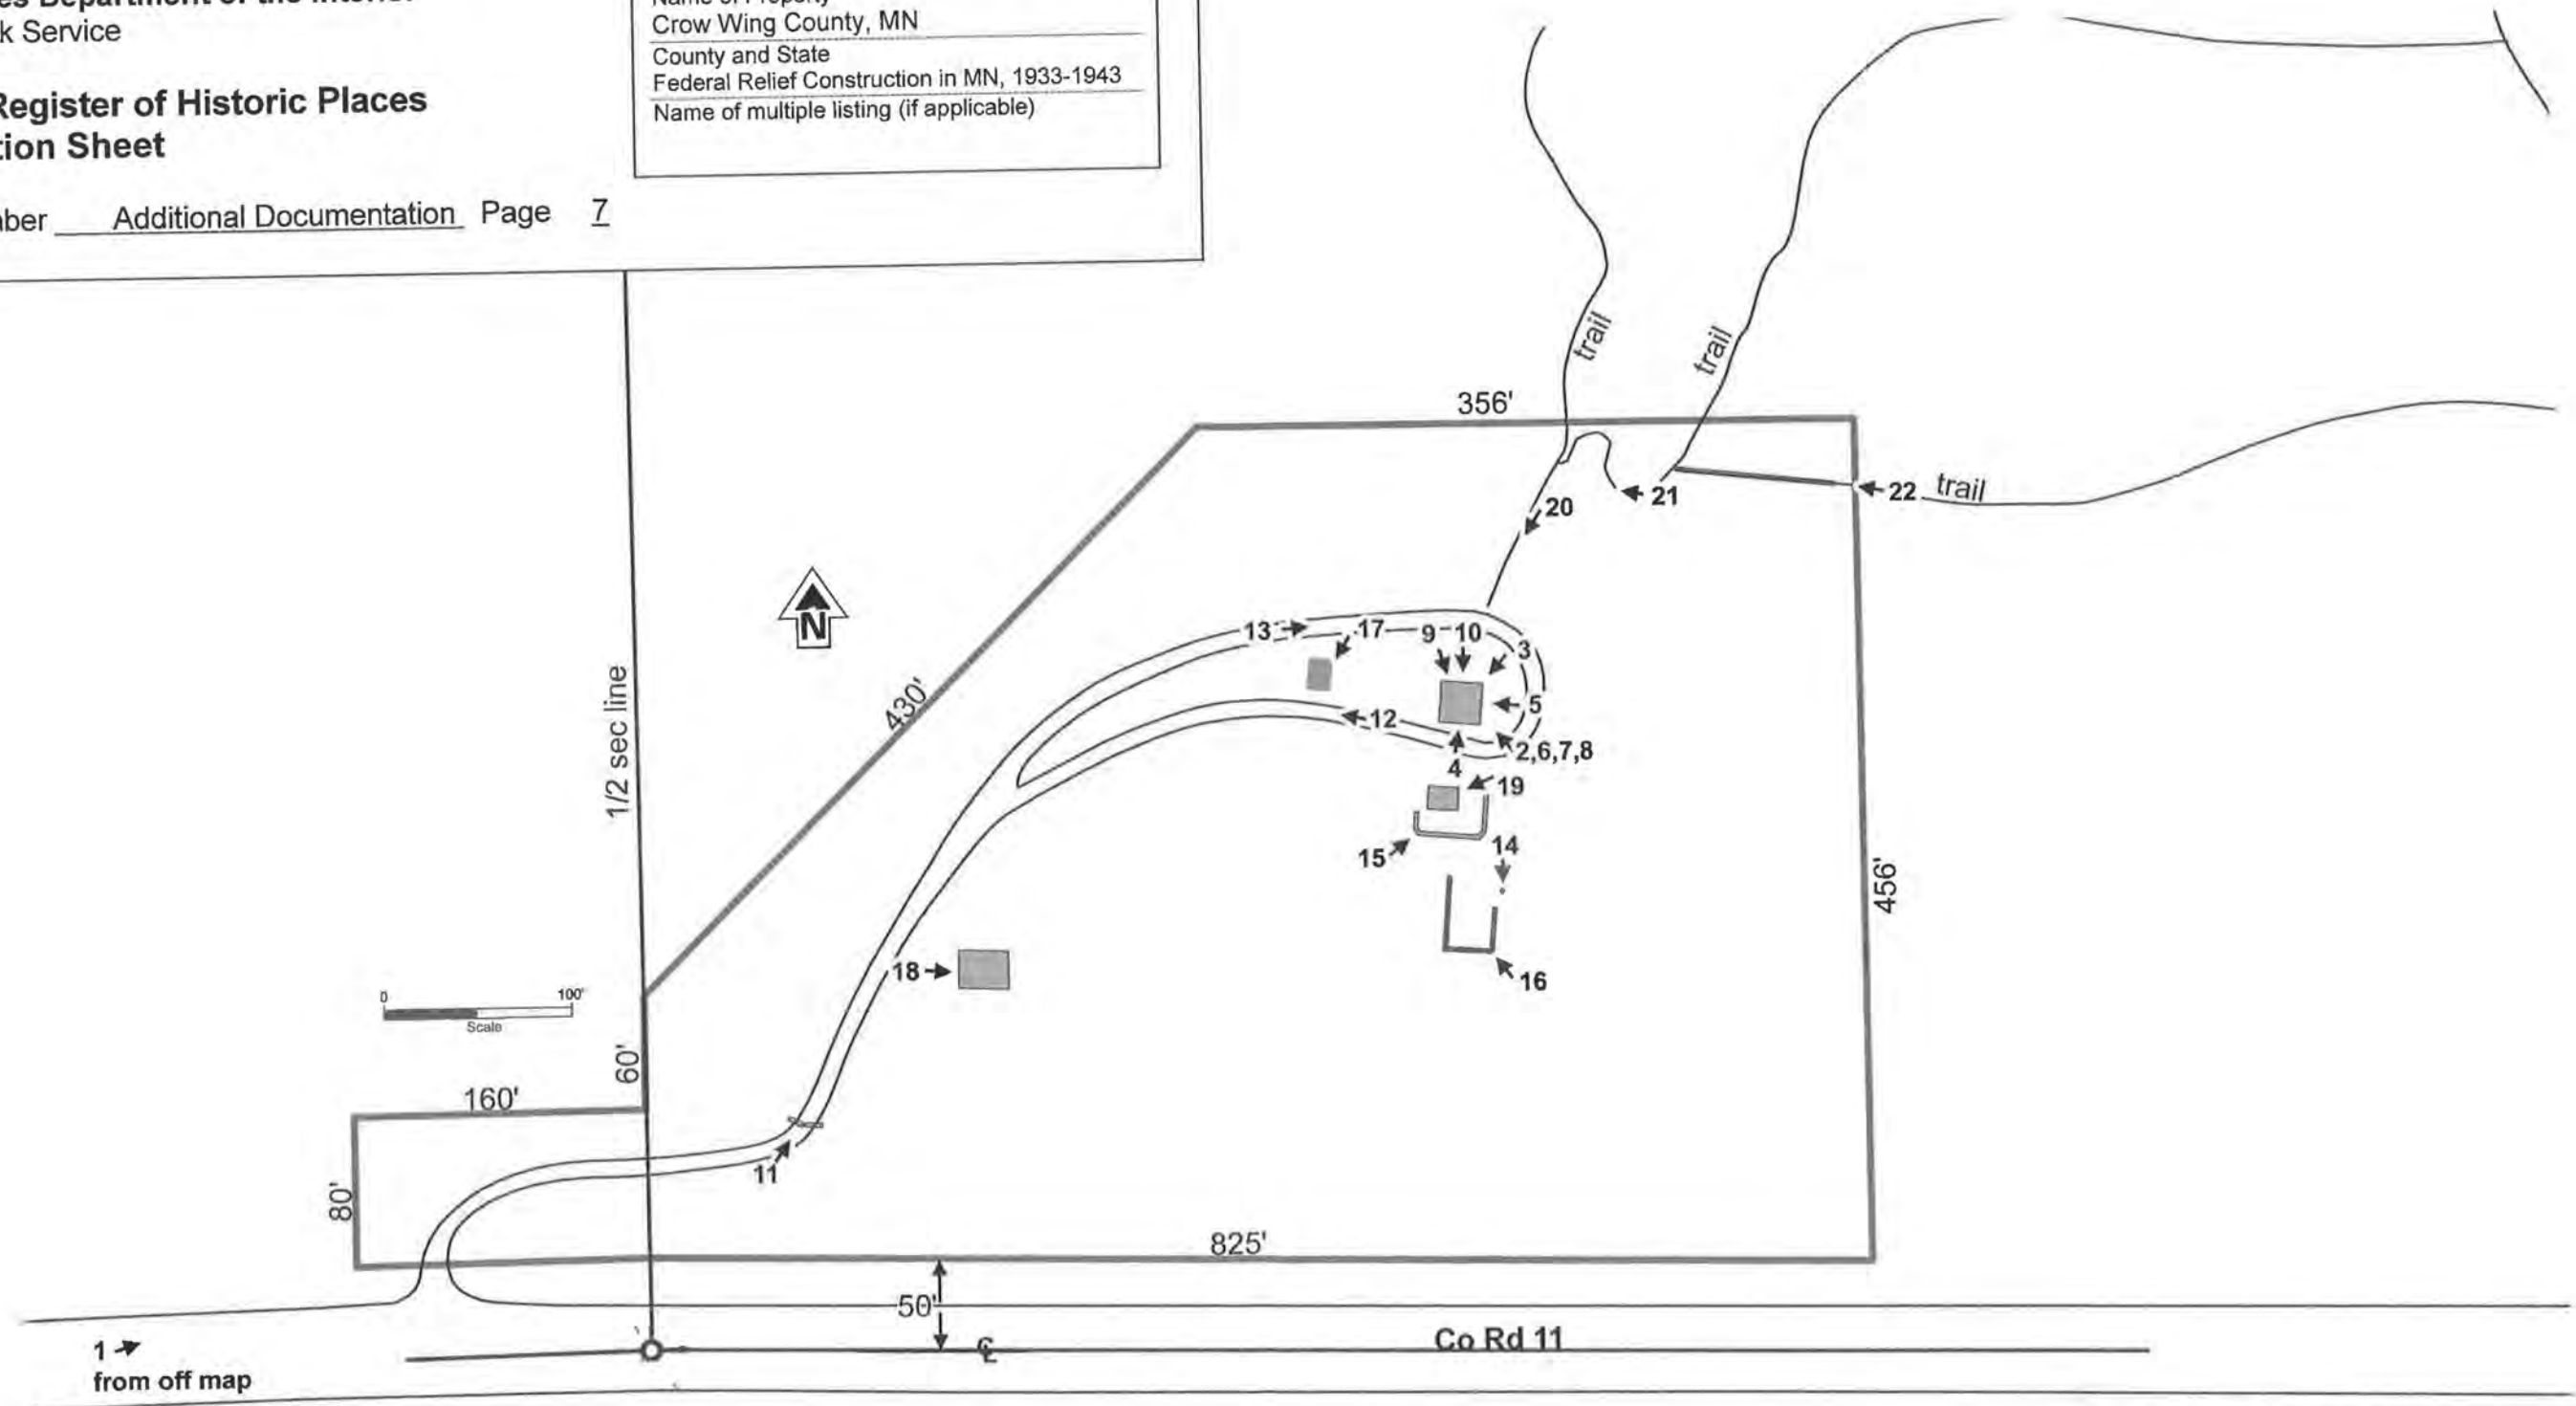 k Service
Register of Historic Places
tion Sheet
ber Additional Documentation Page 7
Name of Property
Crow Wing County, MN
County and State
Federal Relief Construction in MN, 1933-1943
Name of multiple listing (if applicable)
trail
trail
356'
22 trail
21
20
N
430'
1/2 sec line
13
17
9
10
3
5
12
2,6,7,8
4
19
15
14
456'
18
16
0 100'
Scale
60'
160'
11
80'
825'
50'
1
from off map
Co Rd 11